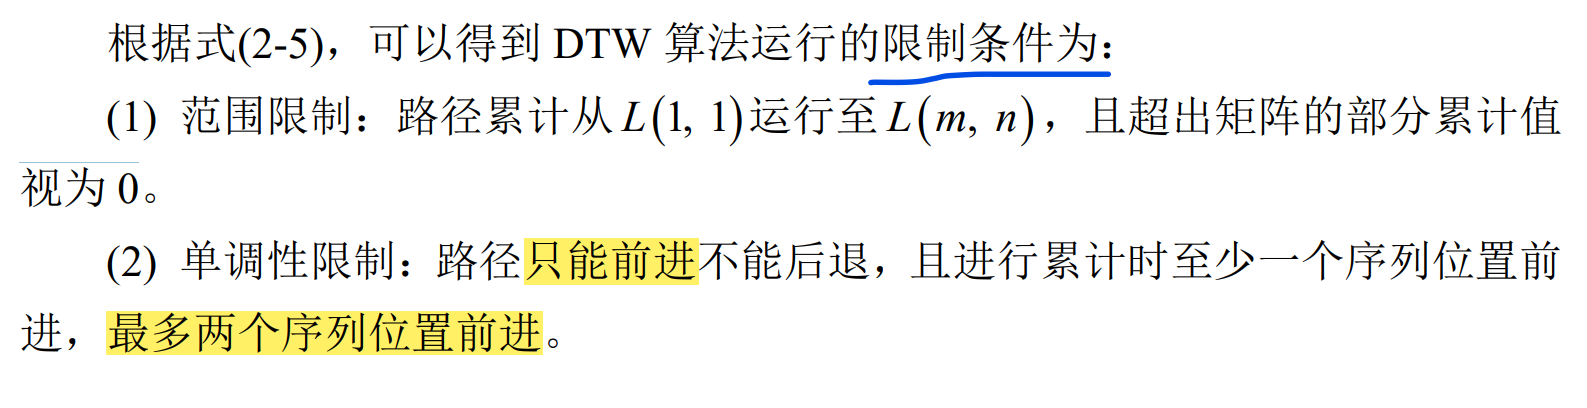 根据式(2-5)，可以得到 DTW 算法运行的限制条件为：
(1) 范围限制：路径累计从 L(1, 1)运行至 L(m, n)，且超出矩阵的部分累计值
视为 0。
(2) 单调性限制：路径只能前进不能后退，且进行累计时至少一个序列位置前
进，最多两个序列位置前进。